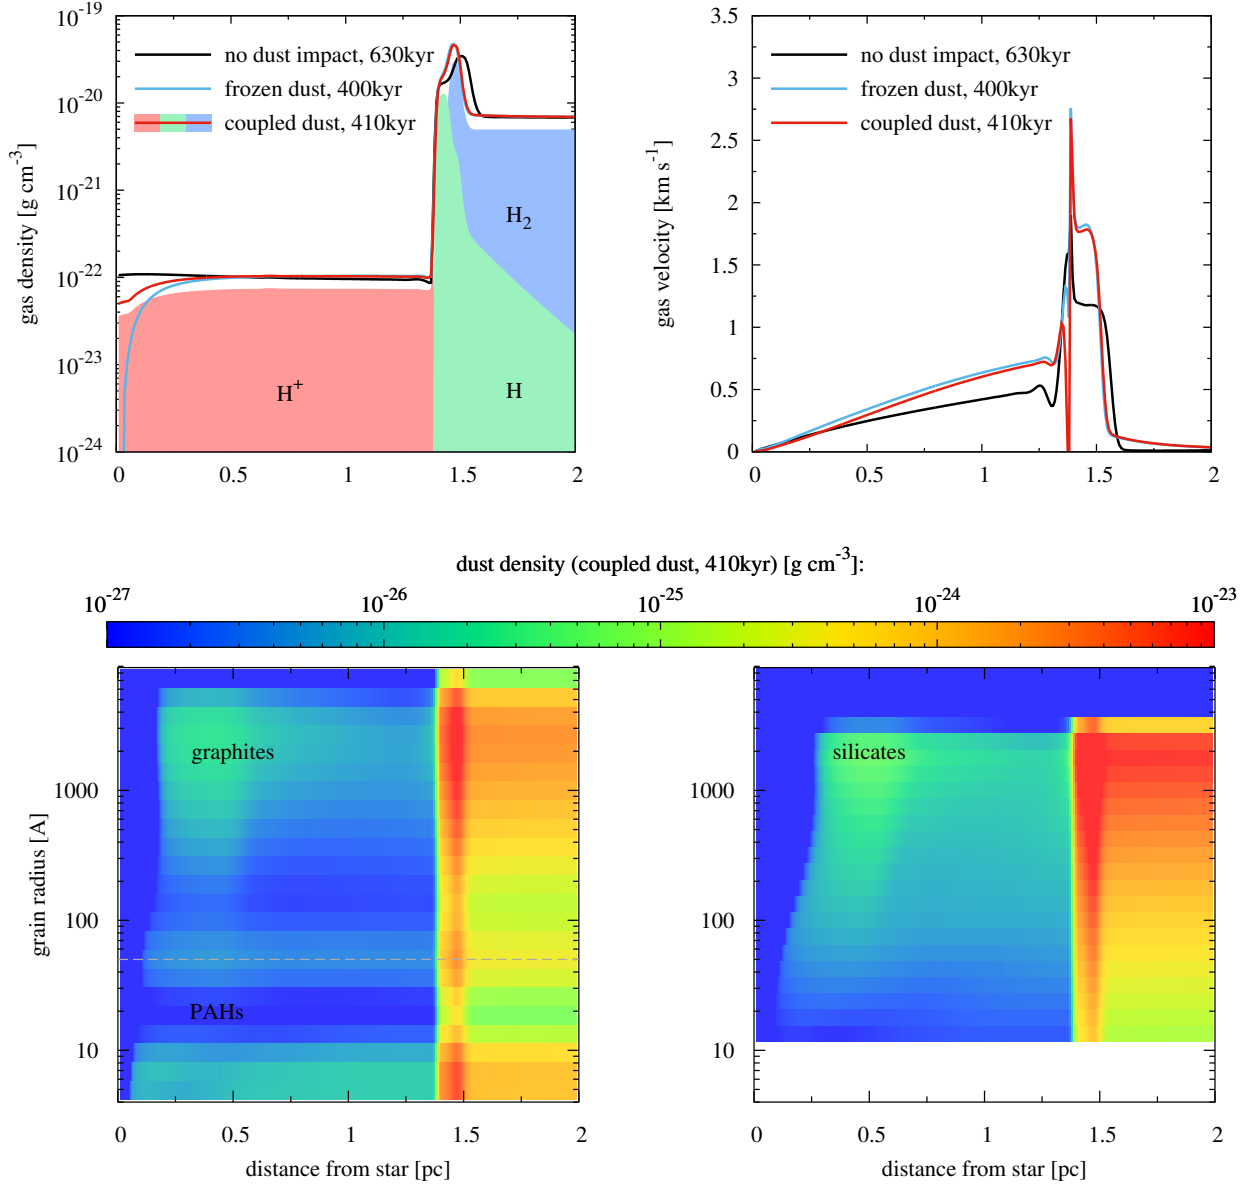 10^-19
10^-20
10^-21
10^-22
10^-23
10^-24
gas density [g cm^-3]
no dust impact, 630kyr
frozen dust, 400kyr
coupled dust, 410kyr
H2
H+
H
0 0.5 1 1.5 2
3.5
3
2.5
2
1.5
1
0.5
0
gas velocity [km s^-1]
no dust impact, 630kyr
frozen dust, 400kyr
coupled dust, 410kyr
0 0.5 1 1.5 2
dust density (coupled dust, 410kyr) [g cm^-3]:
10^-27 10^-26 10^-25 10^-24 10^-23
1000
100
10
grain radius [A]
graphites
PAHs
0 0.5 1 1.5 2
distance from star [pc]
1000
100
10
silicates
0 0.5 1 1.5 2
distance from star [pc]